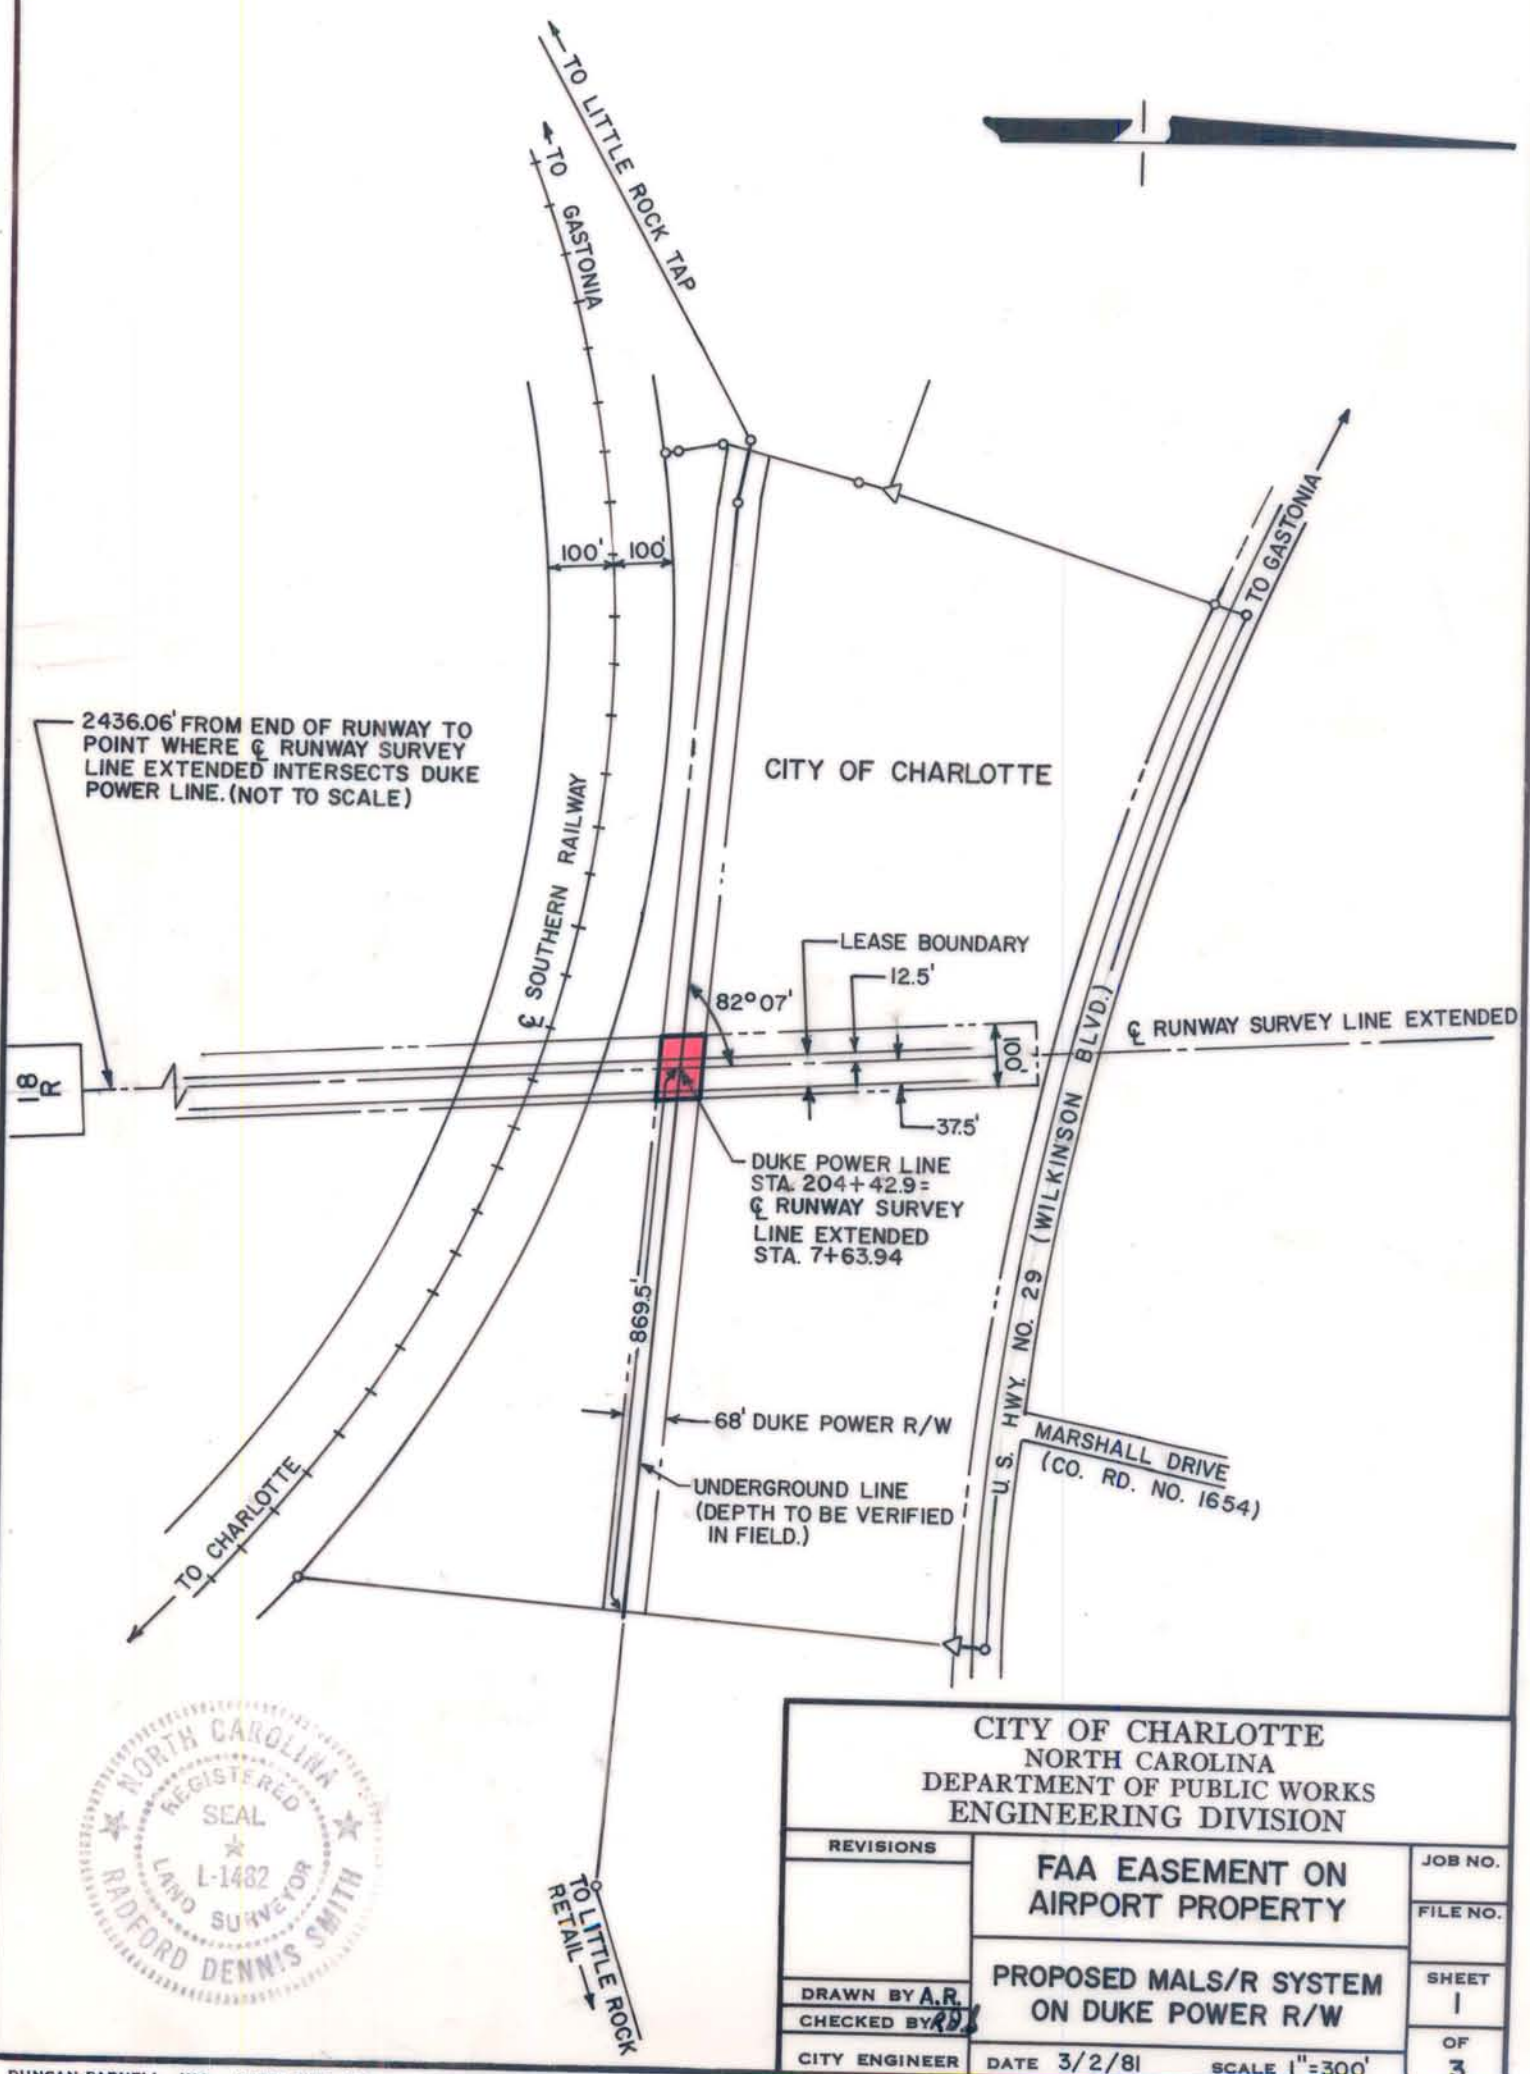 TO LITTLE ROCK TAP
TO GASTONIA
100' 100'
TO GASTONIA
2436.06' FROM END OF RUNWAY TO
POINT WHERE ℄ RUNWAY SURVEY
LINE EXTENDED INTERSECTS DUKE
POWER LINE. (NOT TO SCALE)
CITY OF CHARLOTTE
℄ SOUTHERN RAILWAY
LEASE BOUNDARY
12.5'
82°07'
℄ RUNWAY SURVEY LINE EXTENDED
100'
18
R
37.5'
DUKE POWER LINE
STA. 204+42.9=
℄ RUNWAY SURVEY
LINE EXTENDED
STA. 7+63.94
869.5'
U.S. HWY. NO. 29 (WILKINSON BLVD.)
68' DUKE POWER R/W
MARSHALL DRIVE
(CO. RD. NO. 1654)
UNDERGROUND LINE
(DEPTH TO BE VERIFIED
IN FIELD.)
TO CHARLOTTE
NORTH CAROLINA
REGISTERED
SEAL
L-1482
LAND SURVEYOR
RADFORD DENNIS SMITH
TO LITTLE ROCK
RETAIL
CITY OF CHARLOTTE
NORTH CAROLINA
DEPARTMENT OF PUBLIC WORKS
ENGINEERING DIVISION
REVISIONS
FAA EASEMENT ON
AIRPORT PROPERTY
JOB NO.
FILE NO.
PROPOSED MALS/R SYSTEM
ON DUKE POWER R/W
SHEET
1
OF
3
DRAWN BY A.R.
CHECKED BY
CITY ENGINEER
DATE 3/2/81
SCALE 1"=300'